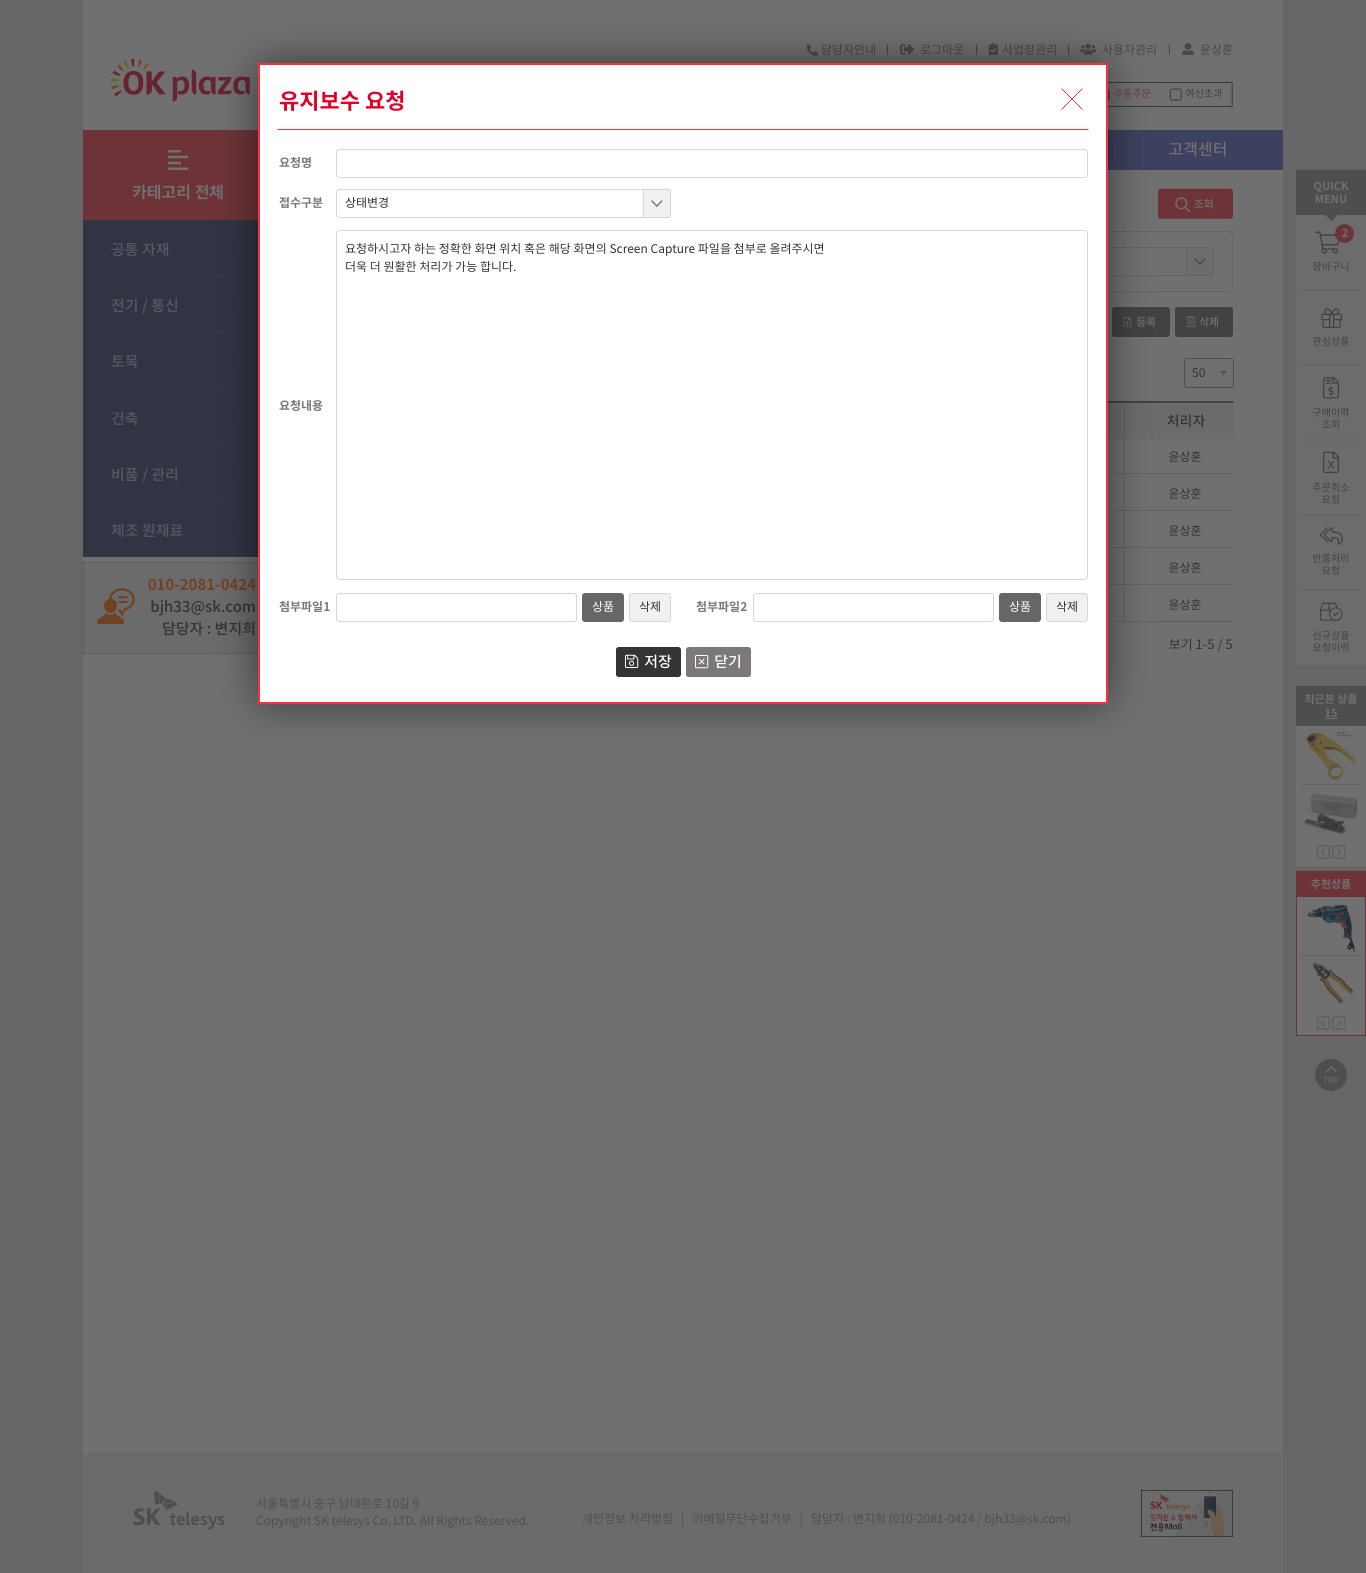 담당자안내
로그아웃
사업장관리
사용자관리
윤상훈
OK plaza
수동주문
여신초과
유지보수 요청
카테고리 전체
고객센터
요청명
접수구분
상태변경
조회
QUICK
MENU
2
장바구니
공통 자재
전기 / 통신
토목
건축
비품 / 관리
제조 원재료
요청하시고자 하는 정확한 화면 위치 혹은 해당 화면의 Screen Capture 파일을 첨부로 올려주시면
더욱 더 원활한 처리가 가능 합니다.
등록
삭제
관심상품
50
구매이력
조회
처리자
윤상훈
윤상훈
윤상훈
윤상훈
윤상훈
요청내용
주문취소
요청
반품처리
요청
010-2081-0424
bjh33@sk.com
담당자 : 변지희
첨부파일1
상품
삭제
첨부파일2
상품
삭제
신규상품
요청이력
보기 1-5 / 5
저장
닫기
최근본 상품
15
추천상품
TOP
SK telesys
서울특별시 중구 남대문로 10길 9
Copyright SK telesys Co, LTD. All Rights Reserved.
개인정보 처리방침 | 이메일무단수집거부 | 담당자 : 변지희 (010-2081-0424 / bjh33@sk.com)
SK telesys
임직원 & 협력사
전용Mall